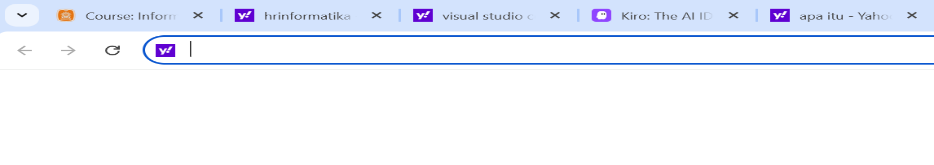 Course: Inform
hrinformatika
visual studio c
Kiro: The AI ID
apa itu - Yaho